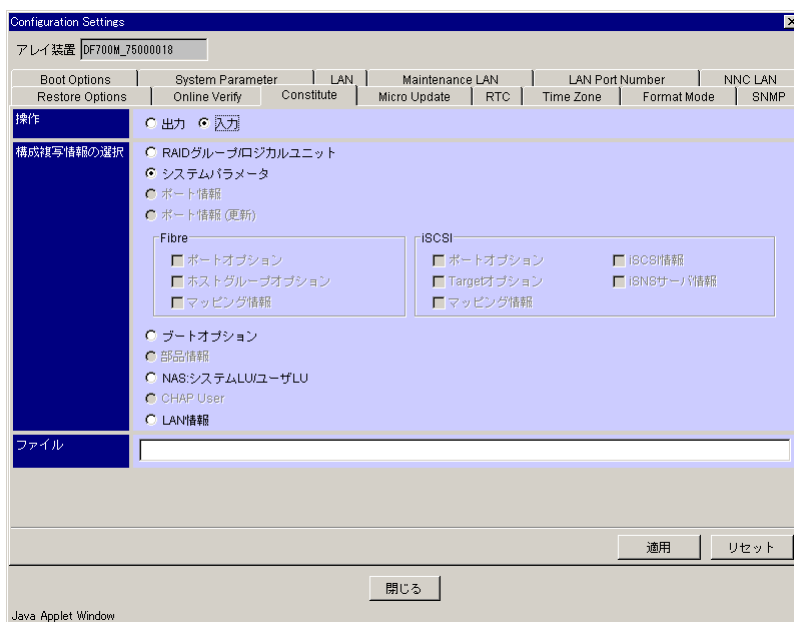 Configuration Settings
アレイ装置 DF700M_75000018
Boot Options System Parameter LAN Maintenance LAN LAN Port Number NNC LAN
Restore Options Online Verify Constitute Micro Update RTC Time Zone Format Mode SNMP
操作 出力 入力
構成複写情報の選択 RAIDグループ/ロジカルユニット
システムパラメータ
ポート情報
ポート情報 (更新)
Fibre iSCSI
ポートオプション ポートオプション iSCSI情報
ホストグループオプション Targetオプション iSNSサーバ情報
マッピング情報 マッピング情報
ブートオプション
部品情報
NAS:システムLU/ユーザLU
CHAP User
LAN情報
ファイル
適用 リセット
閉じる
Java Applet Window